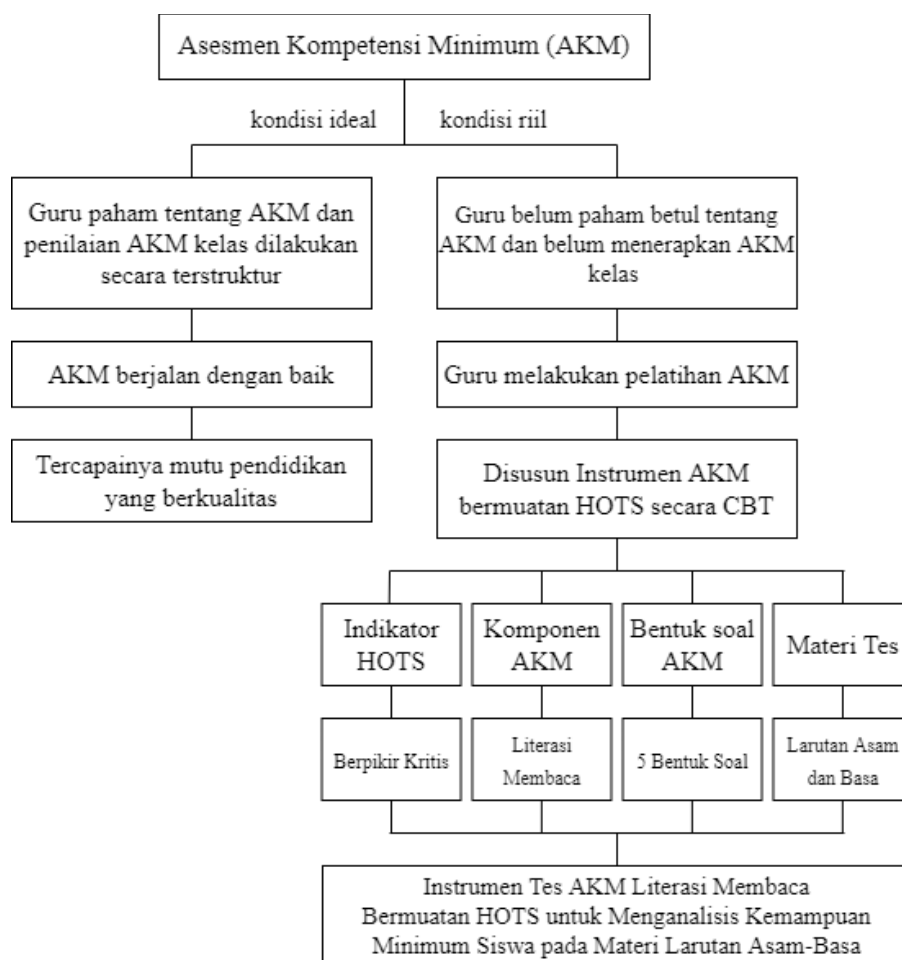 Asesmen Kompetensi Minimum (AKM)
kondisi ideal
kondisi riil
Guru paham tentang AKM dan
penilaian AKM kelas dilakukan
secara terstruktur
Guru belum paham betul tentang
AKM dan belum menerapkan AKM
kelas
AKM berjalan dengan baik
Guru melakukan pelatihan AKM
Tercapainya mutu pendidikan
yang berkualitas
Disusun Instrumen AKM
bermuatan HOTS secara CBT
Indikator
HOTS
Komponen
AKM
Bentuk soal
AKM
Materi Tes
Berpikir Kritis
Literasi
Membaca
5 Bentuk Soal
Larutan Asam
dan Basa
Instrumen Tes AKM Literasi Membaca
Bermuatan HOTS untuk Menganalisis Kemampuan
Minimum Siswa pada Materi Larutan Asam-Basa